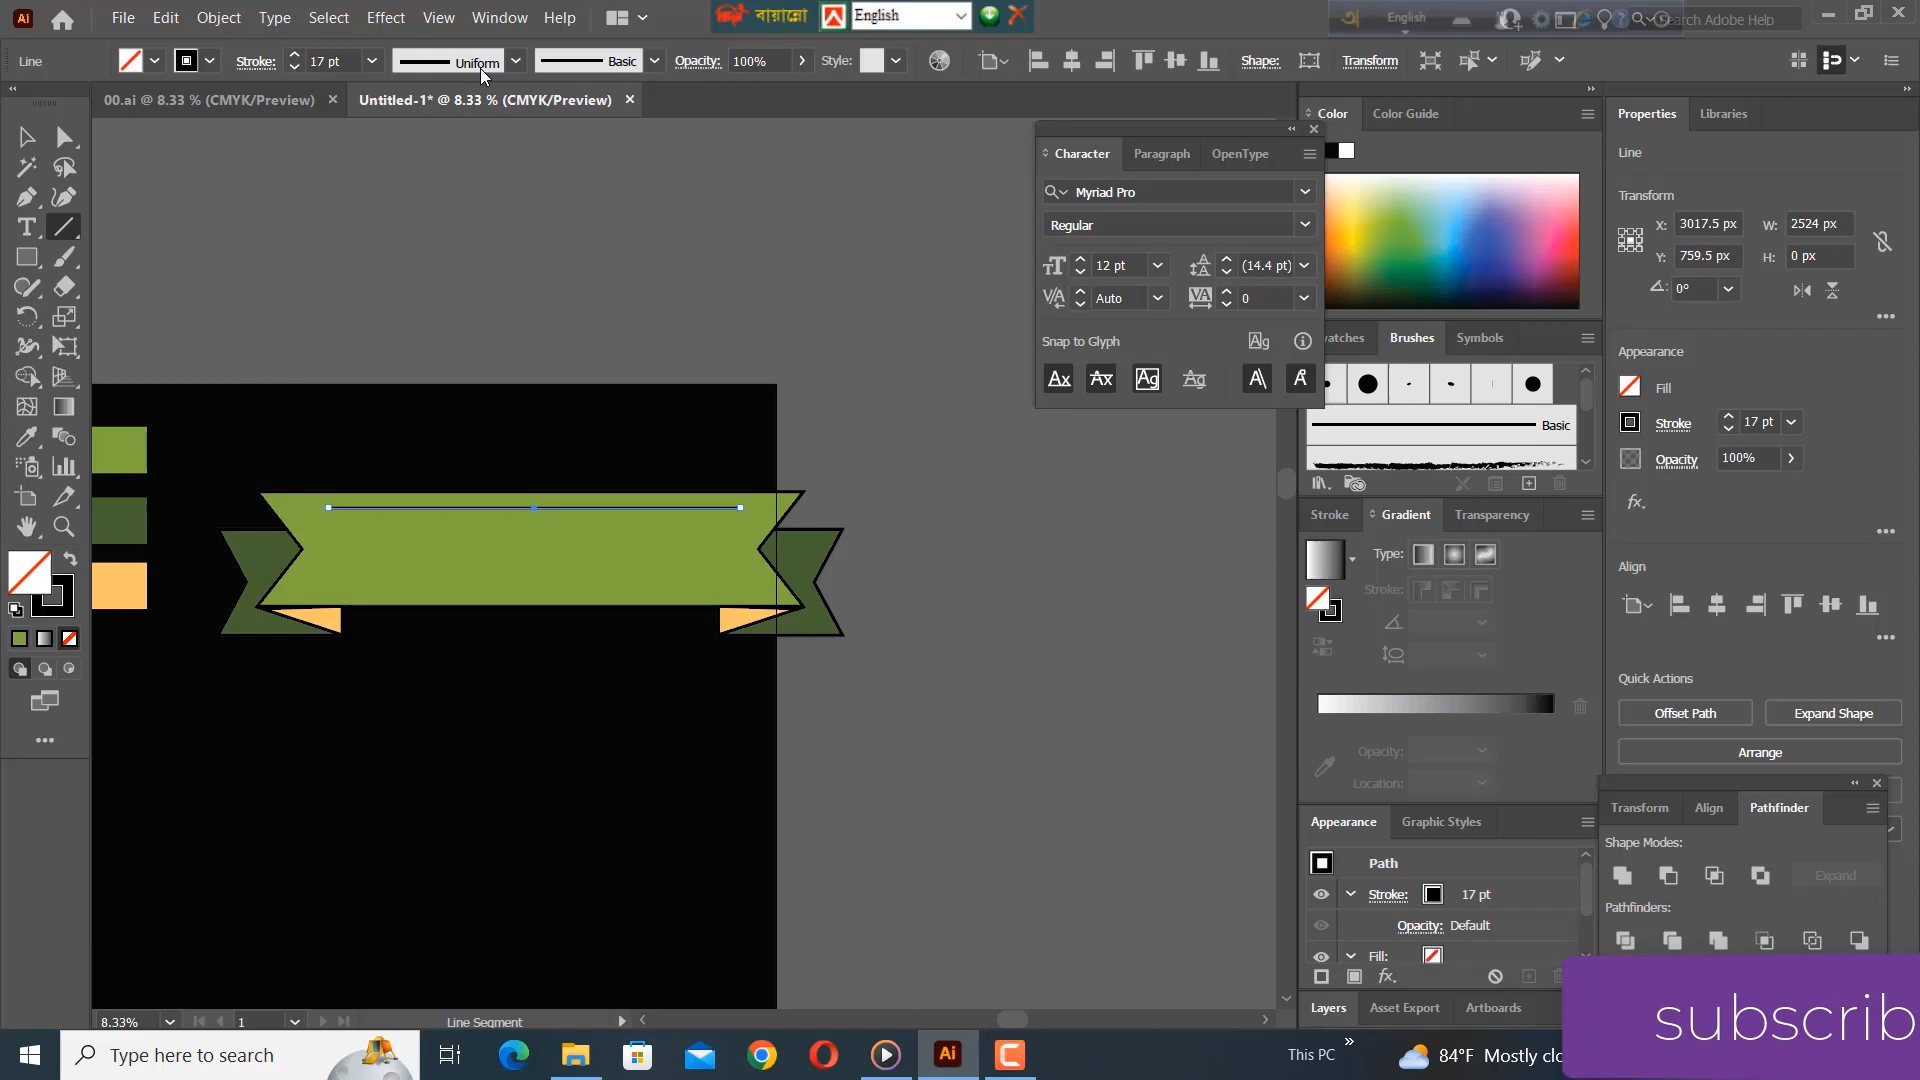 Ai
File Edit Object Type Select Effect View Window Help
বায়ান্নো
English
English
Search Adobe Help
Line
Stroke:
17 pt
Uniform
Basic
Opacity:
100%
Style:
Shape:
Transform
00.ai @ 8.33 % (CMYK/Preview)
Untitled-1* @ 8.33 % (CMYK/Preview)
Color
Color Guide
Properties
Libraries
Character
Paragraph
OpenType
Line
Myriad Pro
Regular
Transform
X: 3017.5 px
W: 2524 px
Y: 759.5 px
H: 0 px
12 pt
(14.4 pt)
Auto
0
0°
Snap to Glyph
Swatches
Brushes
Symbols
Appearance
Fill
Stroke
17 pt
Basic
Opacity
100%
fx
Stroke
Gradient
Transparency
Type:
Stroke:
Align
Quick Actions
Offset Path
Expand Shape
Arrange
Opacity:
Location:
Transform
Align
Pathfinder
Appearance
Graphic Styles
Shape Modes:
Path
Expand
Stroke:
17 pt
Pathfinders:
Opacity: Default
Fill:
fx
Layers
Asset Export
Artboards
subscrib
8.33%
1
Line Segment
Type here to search
Ai
This PC
84°F Mostly clo